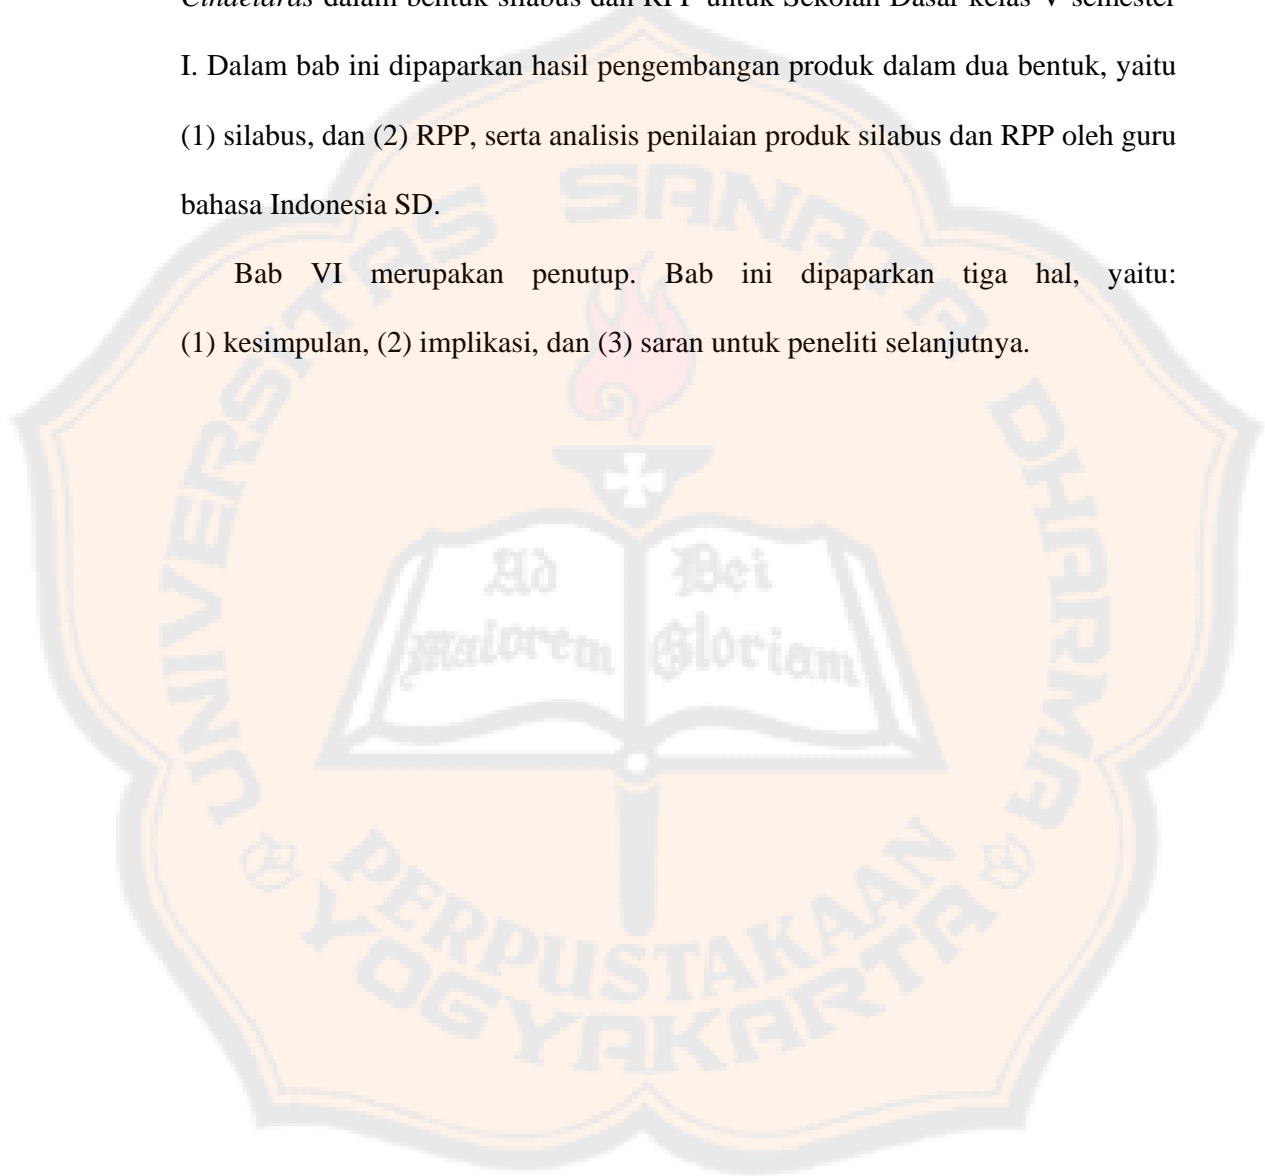 Cindelaras dalam bentuk silabus dan RPP untuk Sekolah Dasar kelas V semester
I. Dalam bab ini dipaparkan hasil pengembangan produk dalam dua bentuk, yaitu
(1) silabus, dan (2) RPP, serta analisis penilaian produk silabus dan RPP oleh guru
bahasa Indonesia SD.
Bab VI merupakan penutup. Bab ini dipaparkan tiga hal, yaitu:
(1) kesimpulan, (2) implikasi, dan (3) saran untuk peneliti selanjutnya.
UNIVERSITAS SANATA DHARMA
Ad Dei
Maiorem Gloriam
PERPUSTAKAAN
YOGYAKARTA